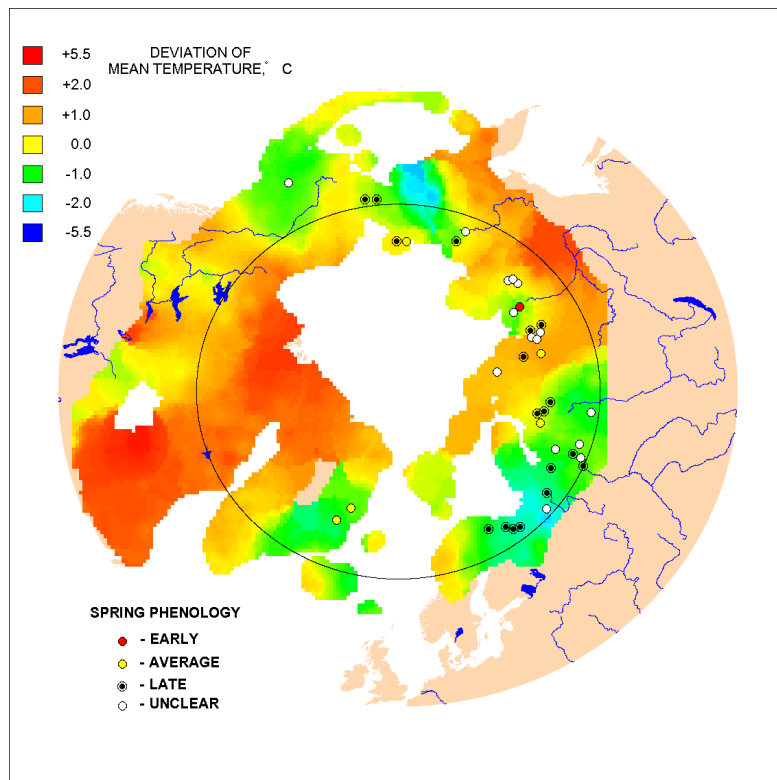 DEVIATION OF
MEAN TEMPERATURE,° C
+5.5
+2.0
+1.0
0.0
-1.0
-2.0
-5.5
SPRING PHENOLOGY
- EARLY
- AVERAGE
- LATE
- UNCLEAR